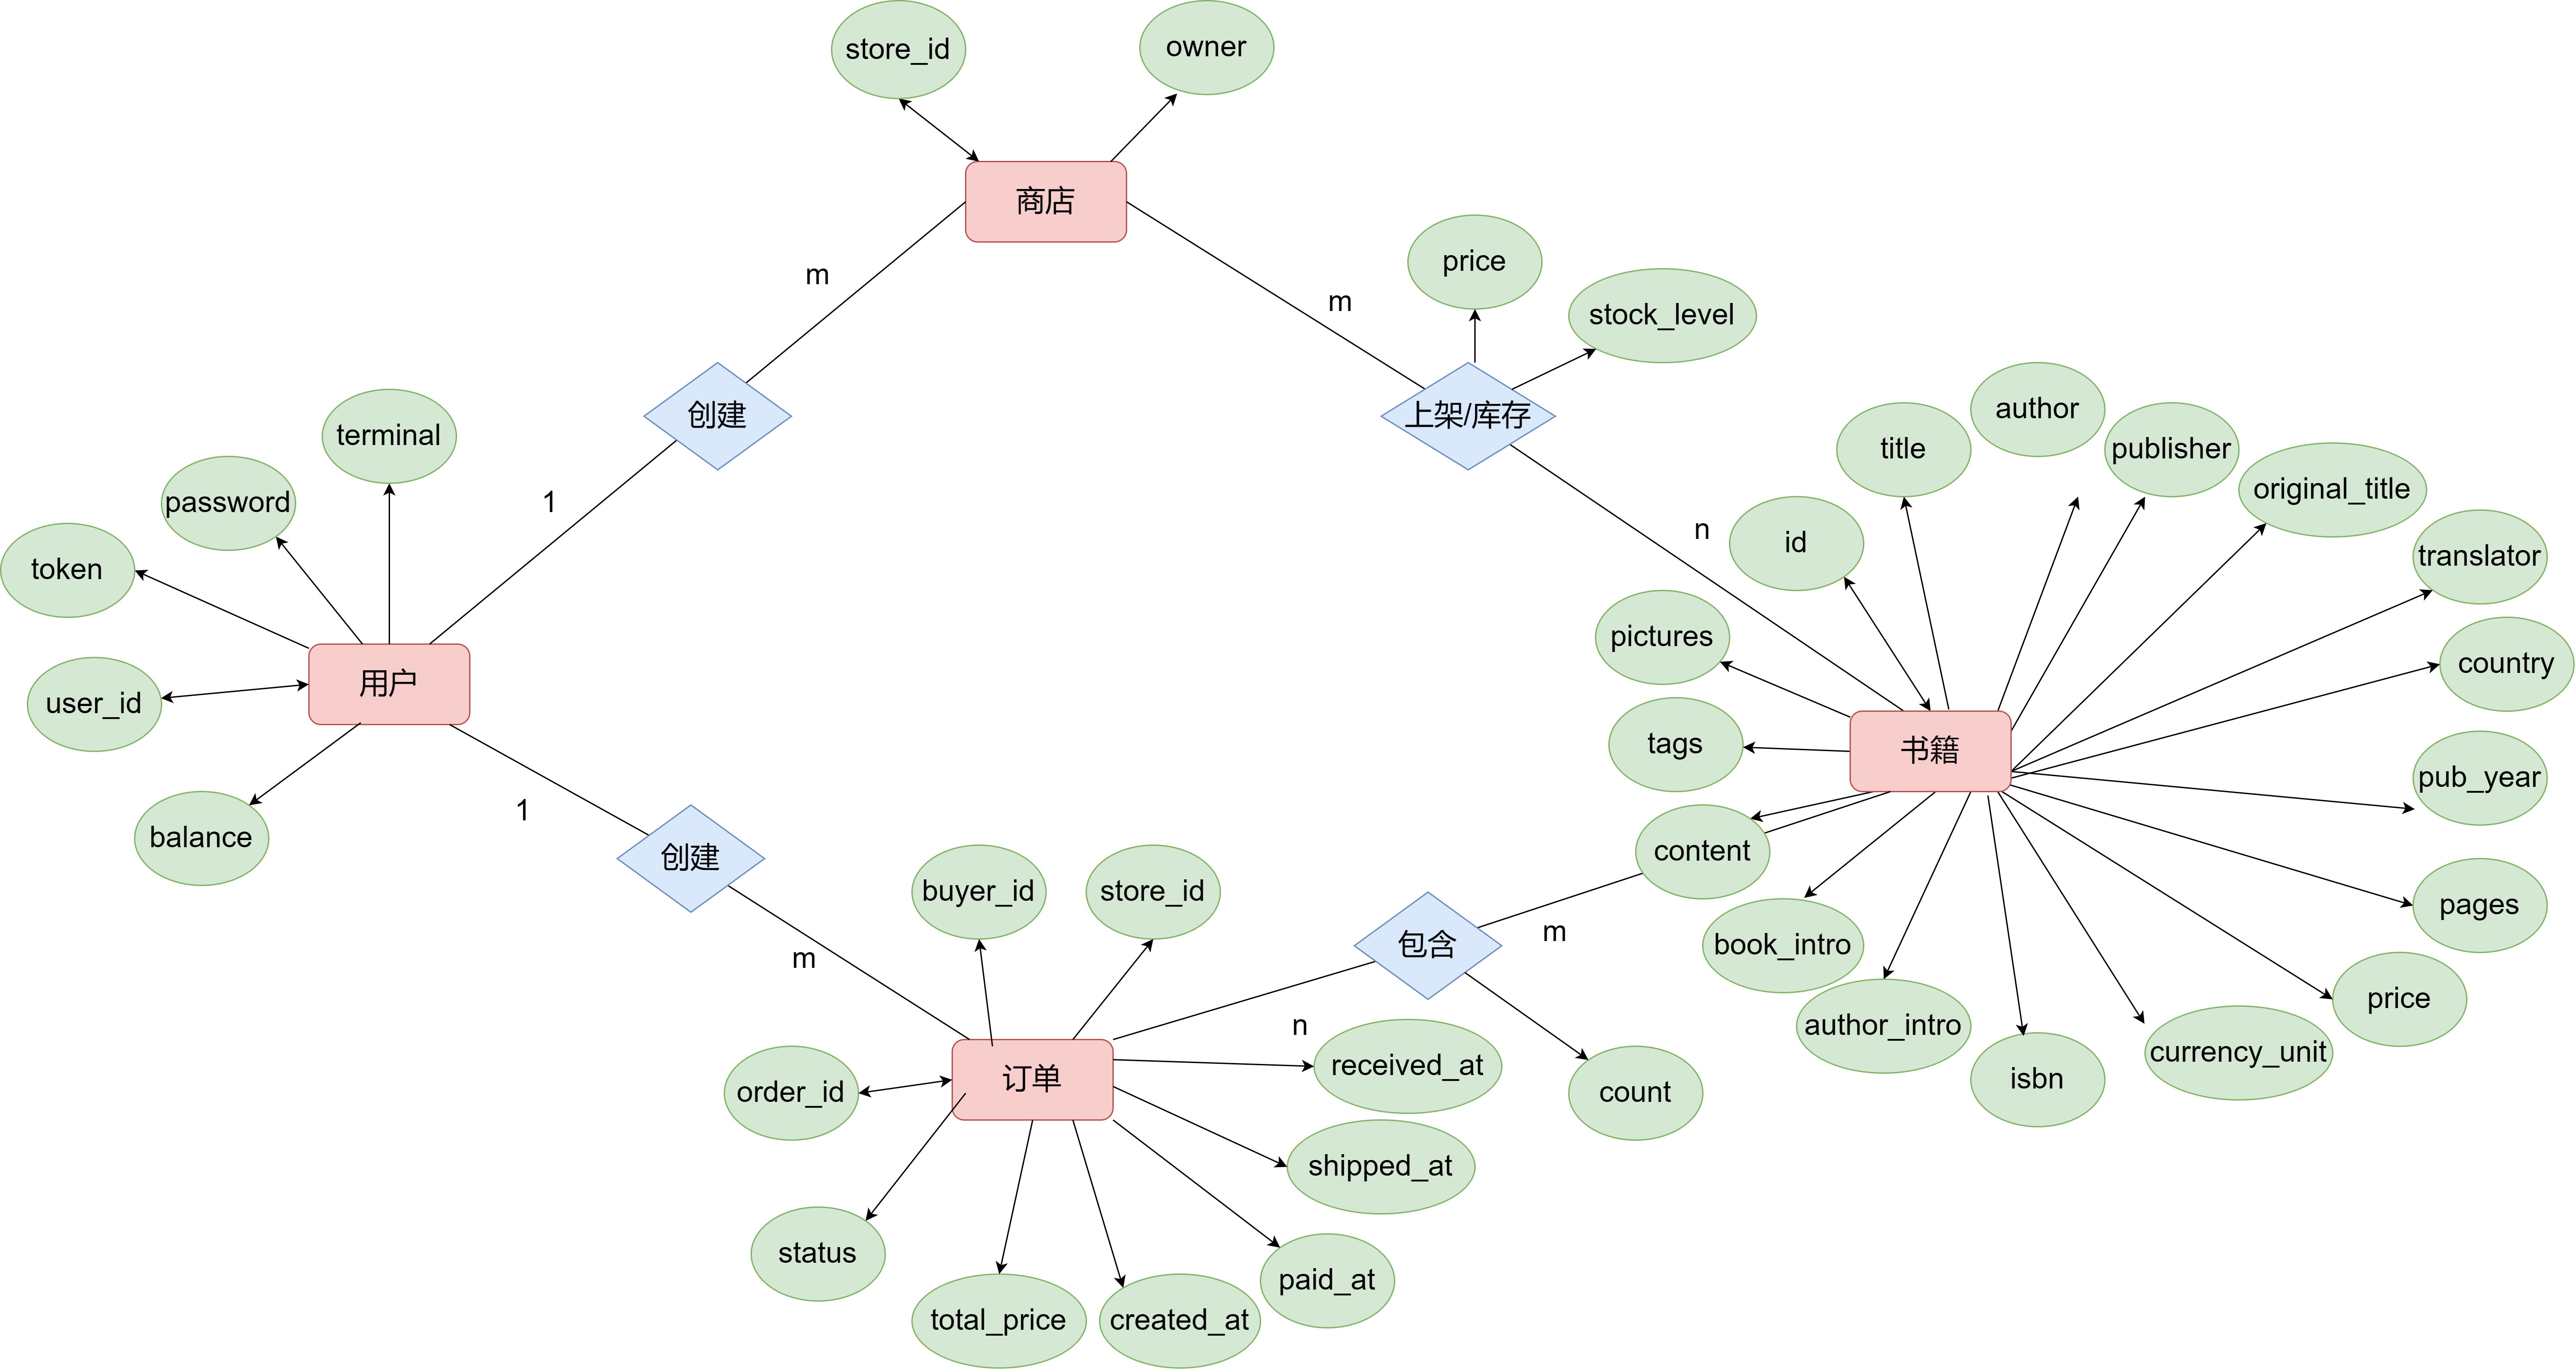 store_id
owner
商店
m
m
price
stock_level
创建
上架/库存
terminal
password
token
1
n
title
author
publisher
original_title
id
translator
pictures
country
用户
user_id
tags
书籍
pub_year
balance
1
创建
content
buyer_id
store_id
包含
m
book_intro
pages
m
n
author_intro
price
order_id
订单
received_at
count
isbn
currency_unit
shipped_at
status
paid_at
total_price
created_at